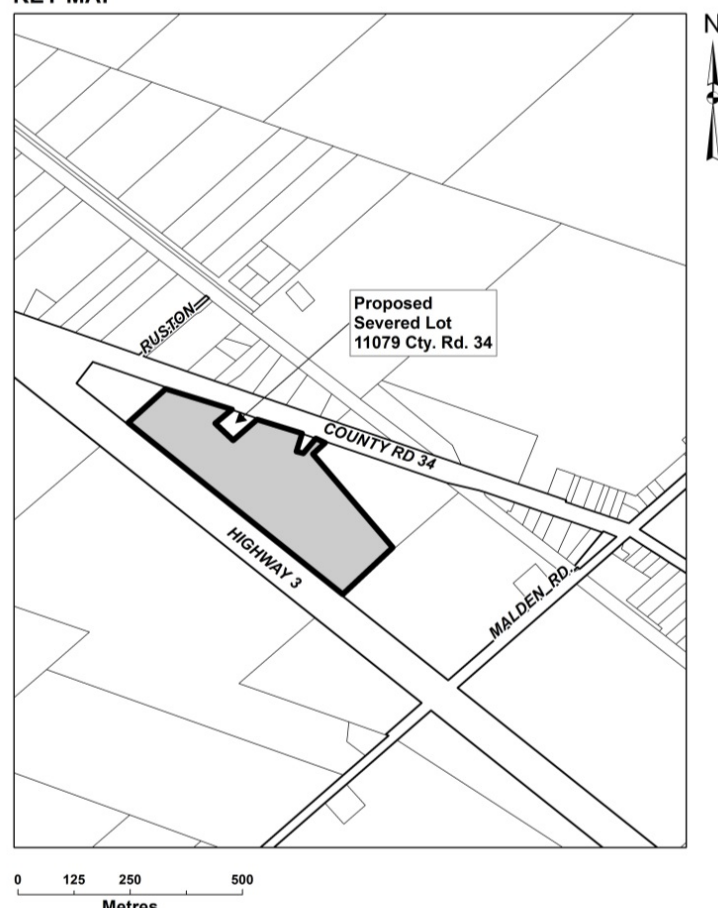 KEY MAP
N
RUSTON
Proposed
Severed Lot
11079 Cty. Rd. 34
COUNTY RD 34
HIGHWAY 3
MALDEN RD.
0 125 250 500
Metres